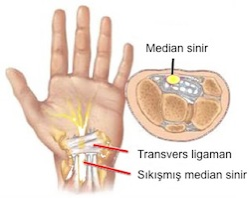 Median sinir
Transvers ligaman
Sıkışmış median sinir